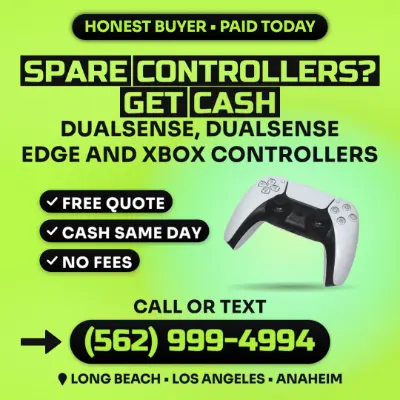 HONEST BUYER • PAID TODAY
SPARE CONTROLLERS?
GET CASH
DUALSENSE, DUALSENSE
EDGE AND XBOX CONTROLLERS
FREE QUOTE
CASH SAME DAY
NO FEES
CALL OR TEXT
(562) 999-4994
LONG BEACH • LOS ANGELES • ANAHEIM